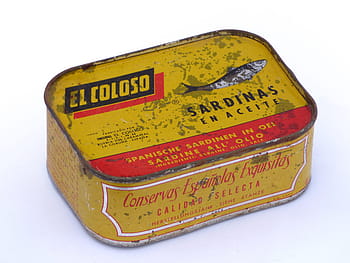 EL COLOSO
SARDINAS
EN ACEITE
SPANISCHE SARDINEN IN OEL
SARDINE ALL' OLIO
Conservas Españolas Exquisitas
CALIDAD SELECTA